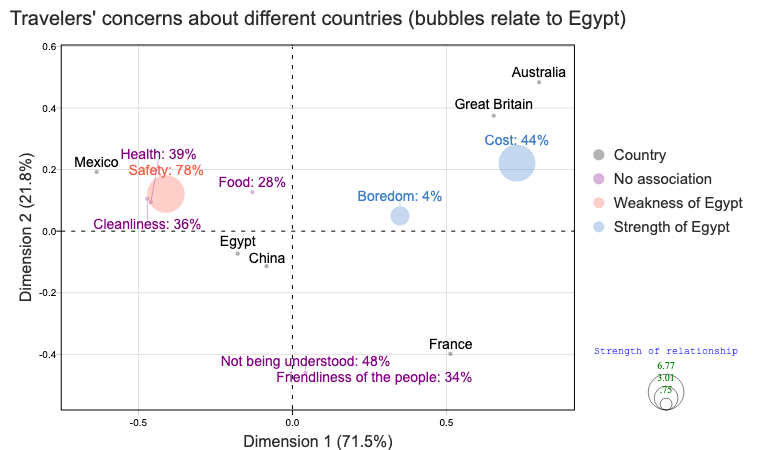 Travelers' concerns about different countries (bubbles relate to Egypt)
0.6
Australia
Great Britain
0.4
Cost: 44%
Health: 39%
Mexico
Safety: 78%
0.2
Food: 28%
Boredom: 4%
Cleanliness: 36%
0.0
Egypt
China
-0.2
France
-0.4
Not being understood: 48%
Friendliness of the people: 34%
-0.5
0.0
0.5
Dimension 1 (71.5%)
Dimension 2 (21.8%)
Country
No association
Weakness of Egypt
Strength of Egypt
Strength of relationship
6.77
3.01
.75